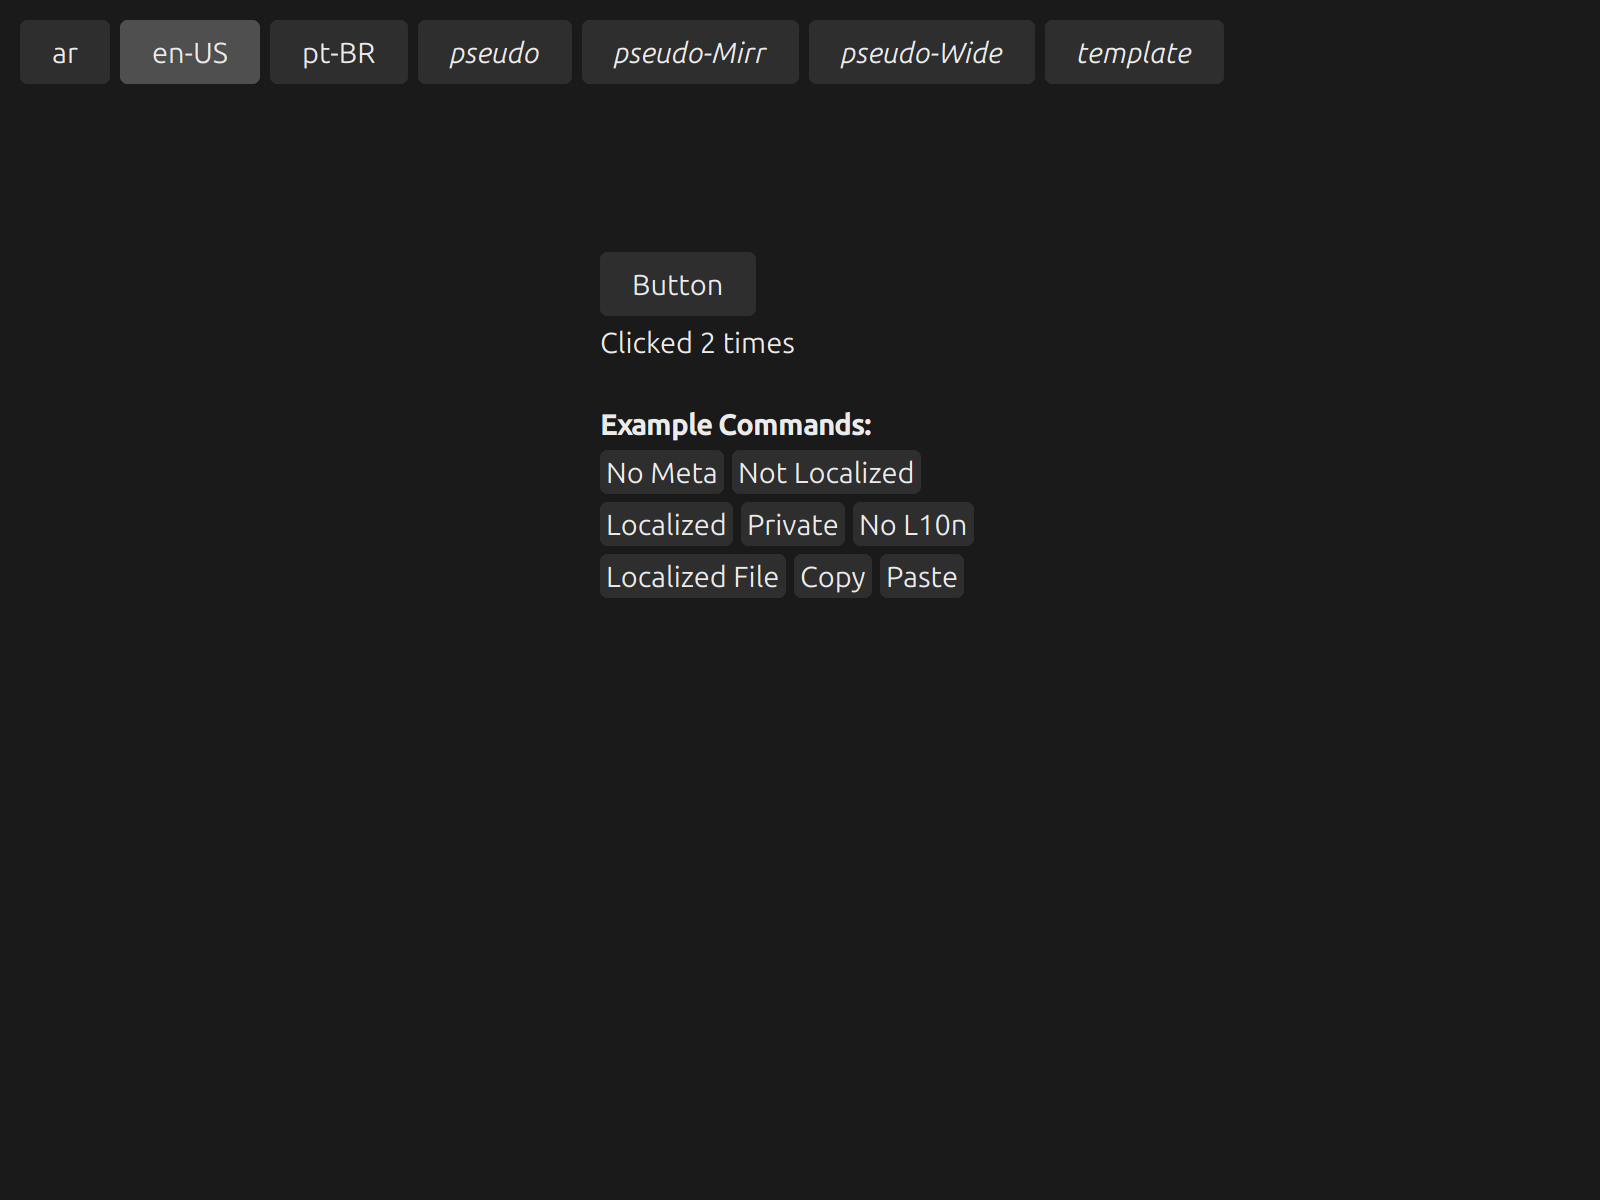 ar en-US pt-BR pseudo pseudo-Mirr pseudo-Wide template
Button
Clicked 2 times
Example Commands:
No Meta Not Localized
Localized Private No L10n
Localized File Copy Paste